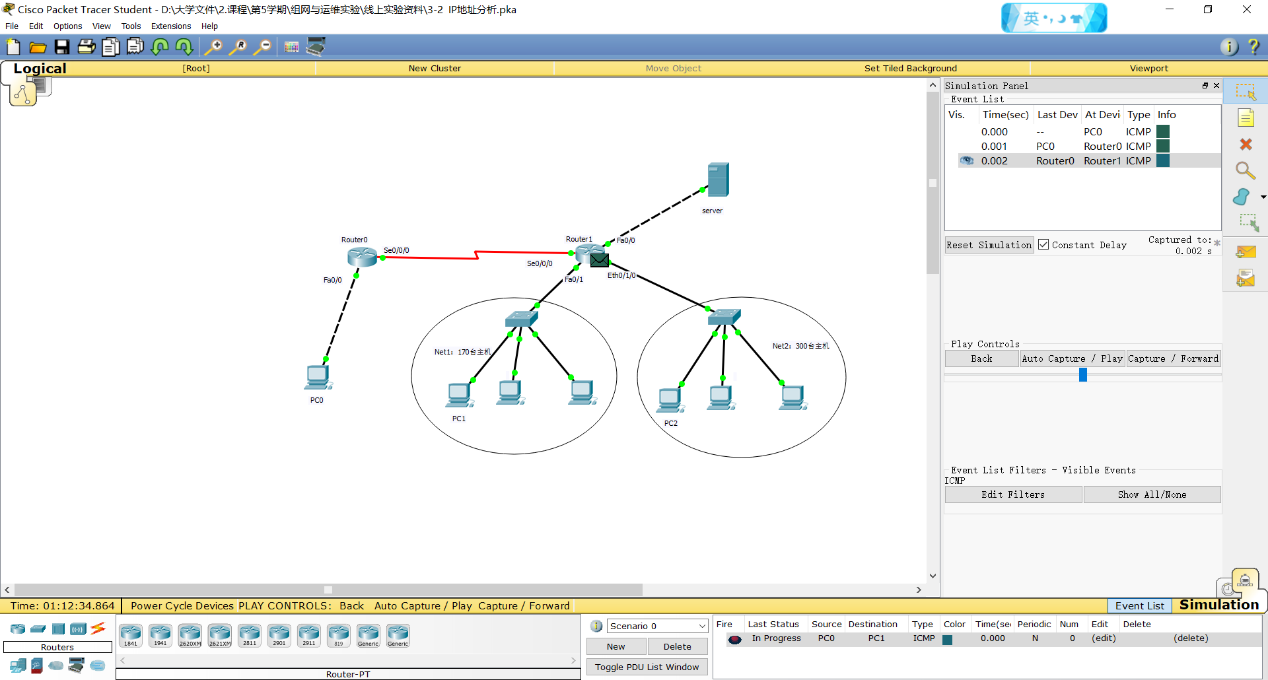 Cisco Packet Tracer Student - D:\大学文件\2.课程\第5学期\组网与运维实验\线上实验资料\3-2 IP地址分析.pka
英
File Edit Options View Tools Extensions Help
Logical [Root] New Cluster Move Object Set Tiled Background Viewport
Simulation Panel
Event List
Vis. Time(sec) Last Dev At Devi Type Info
0.000 -- PC0 ICMP
0.001 PC0 Router0 ICMP
0.002 Router0 Router1 ICMP
Reset Simulation Constant Delay Captured to: *
0.002 s
server
Router0
Se0/0/0
Fa0/0
Router1
Fa0/0
Se0/0/0
Fa0/1
Eth0/1/0
Net1: 170台主机
Net2: 300台主机
PC0
PC1
PC2
Play Controls
Back Auto Capture / Play Capture / Forward
Event List Filters - Visible Events
ICMP
Edit Filters Show All/None
Time: 01:12:34.864 Power Cycle Devices PLAY CONTROLS: Back Auto Capture / Play Capture / Forward Event List Simulation
Routers
1841 1941 2620XM 2621XM 2811 2901 2911 819 Generic Generic
Router-PT
Scenario 0
New Delete
Toggle PDU List Window
Fire Last Status Source Destination Type Color Time(sec Periodic Num Edit Delete
In Progress PC0 PC1 ICMP 0.000 N 0 (edit) (delete)